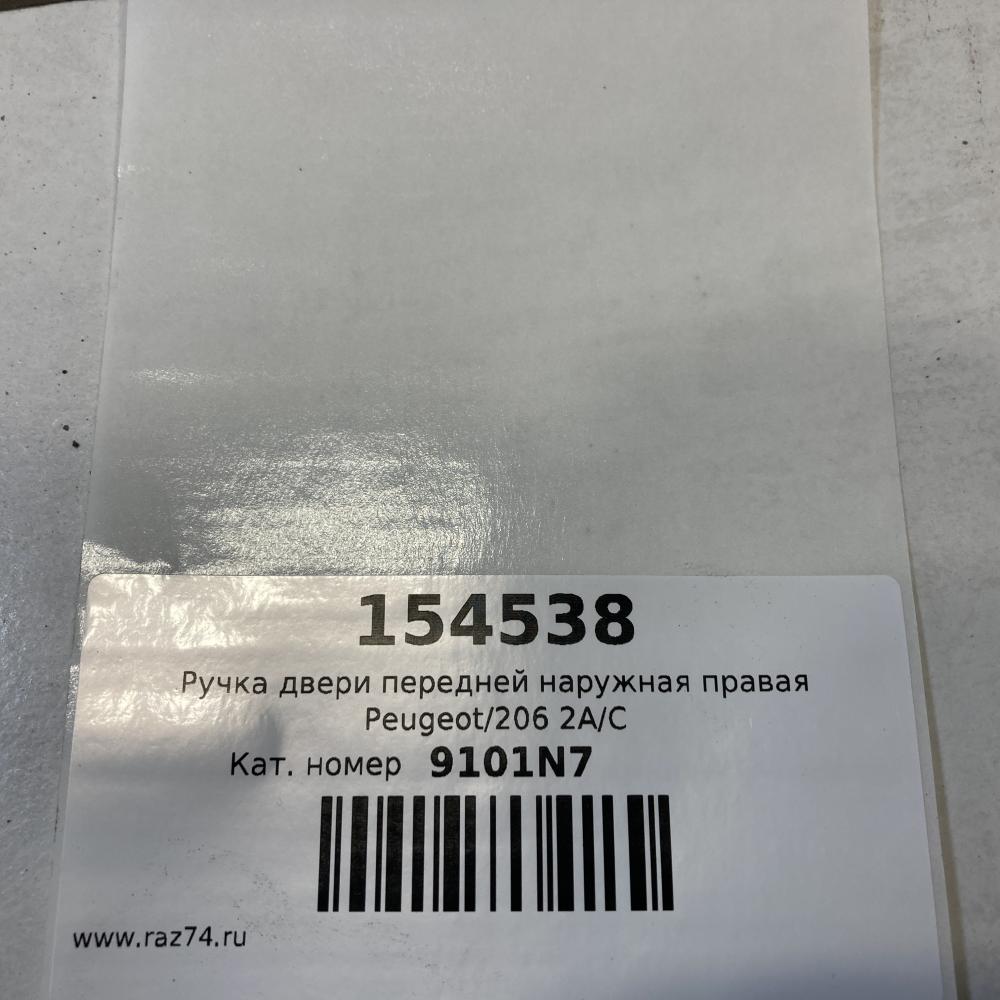 154538
Ручка двери передней наружная правая
Peugeot/206 2A/C
Кат. номер 9101N7
www.raz74.ru